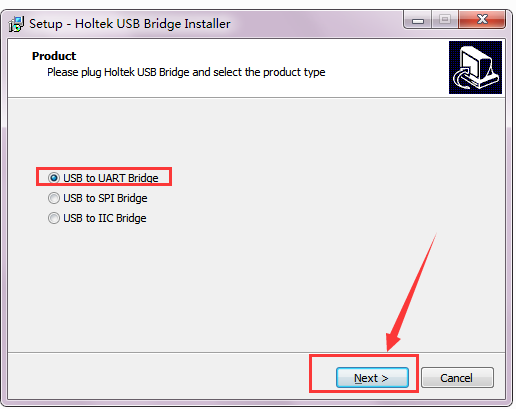 Setup - Holtek USB Bridge Installer
Product
Please plug Holtek USB Bridge and select the product type
USB to UART Bridge
USB to SPI Bridge
USB to IIC Bridge
Next >
Cancel